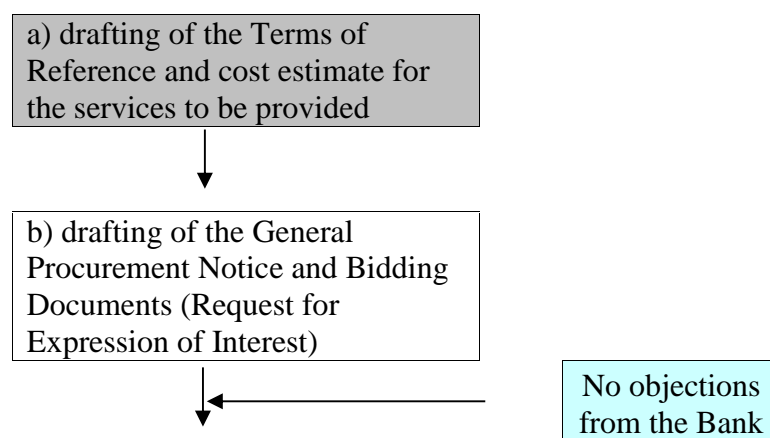 a) drafting of the Terms of
Reference and cost estimate for
the services to be provided
b) drafting of the General
Procurement Notice and Bidding
Documents (Request for
Expression of Interest)
No objections
from the Bank